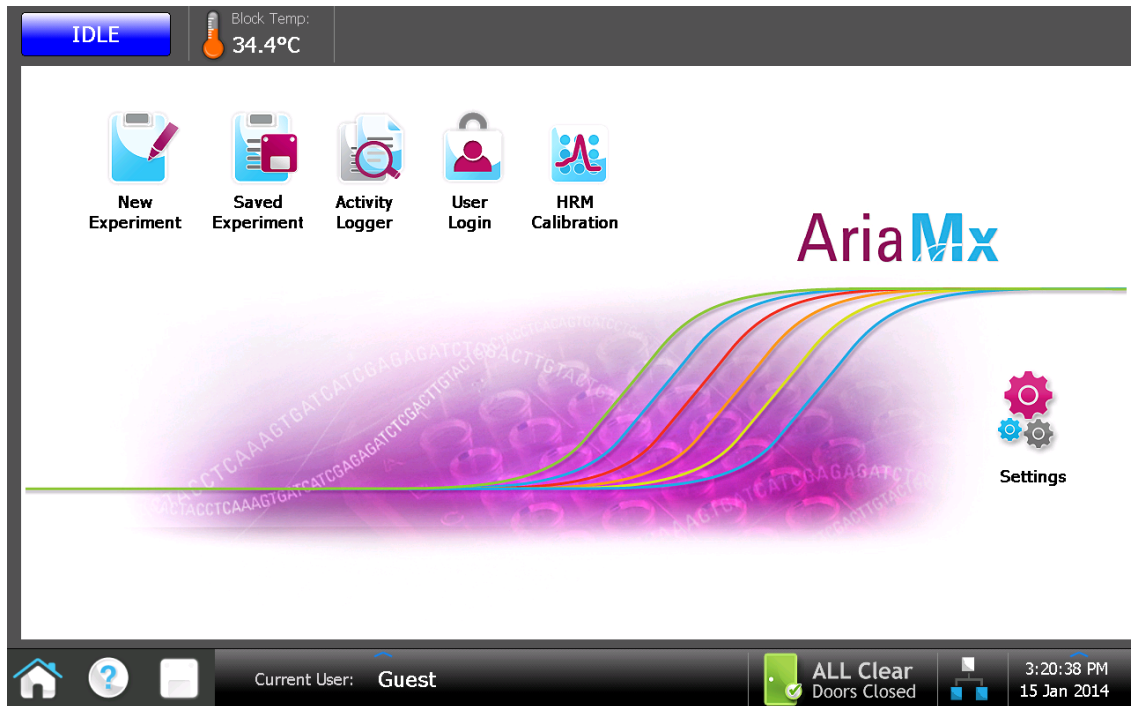 IDLE
Block Temp:
34.4°C
New
Experiment
Saved
Experiment
Activity
Logger
User
Login
HRM
Calibration
AriaMx
Settings
Current User: Guest
ALL Clear
Doors Closed
3:20:38 PM
15 Jan 2014